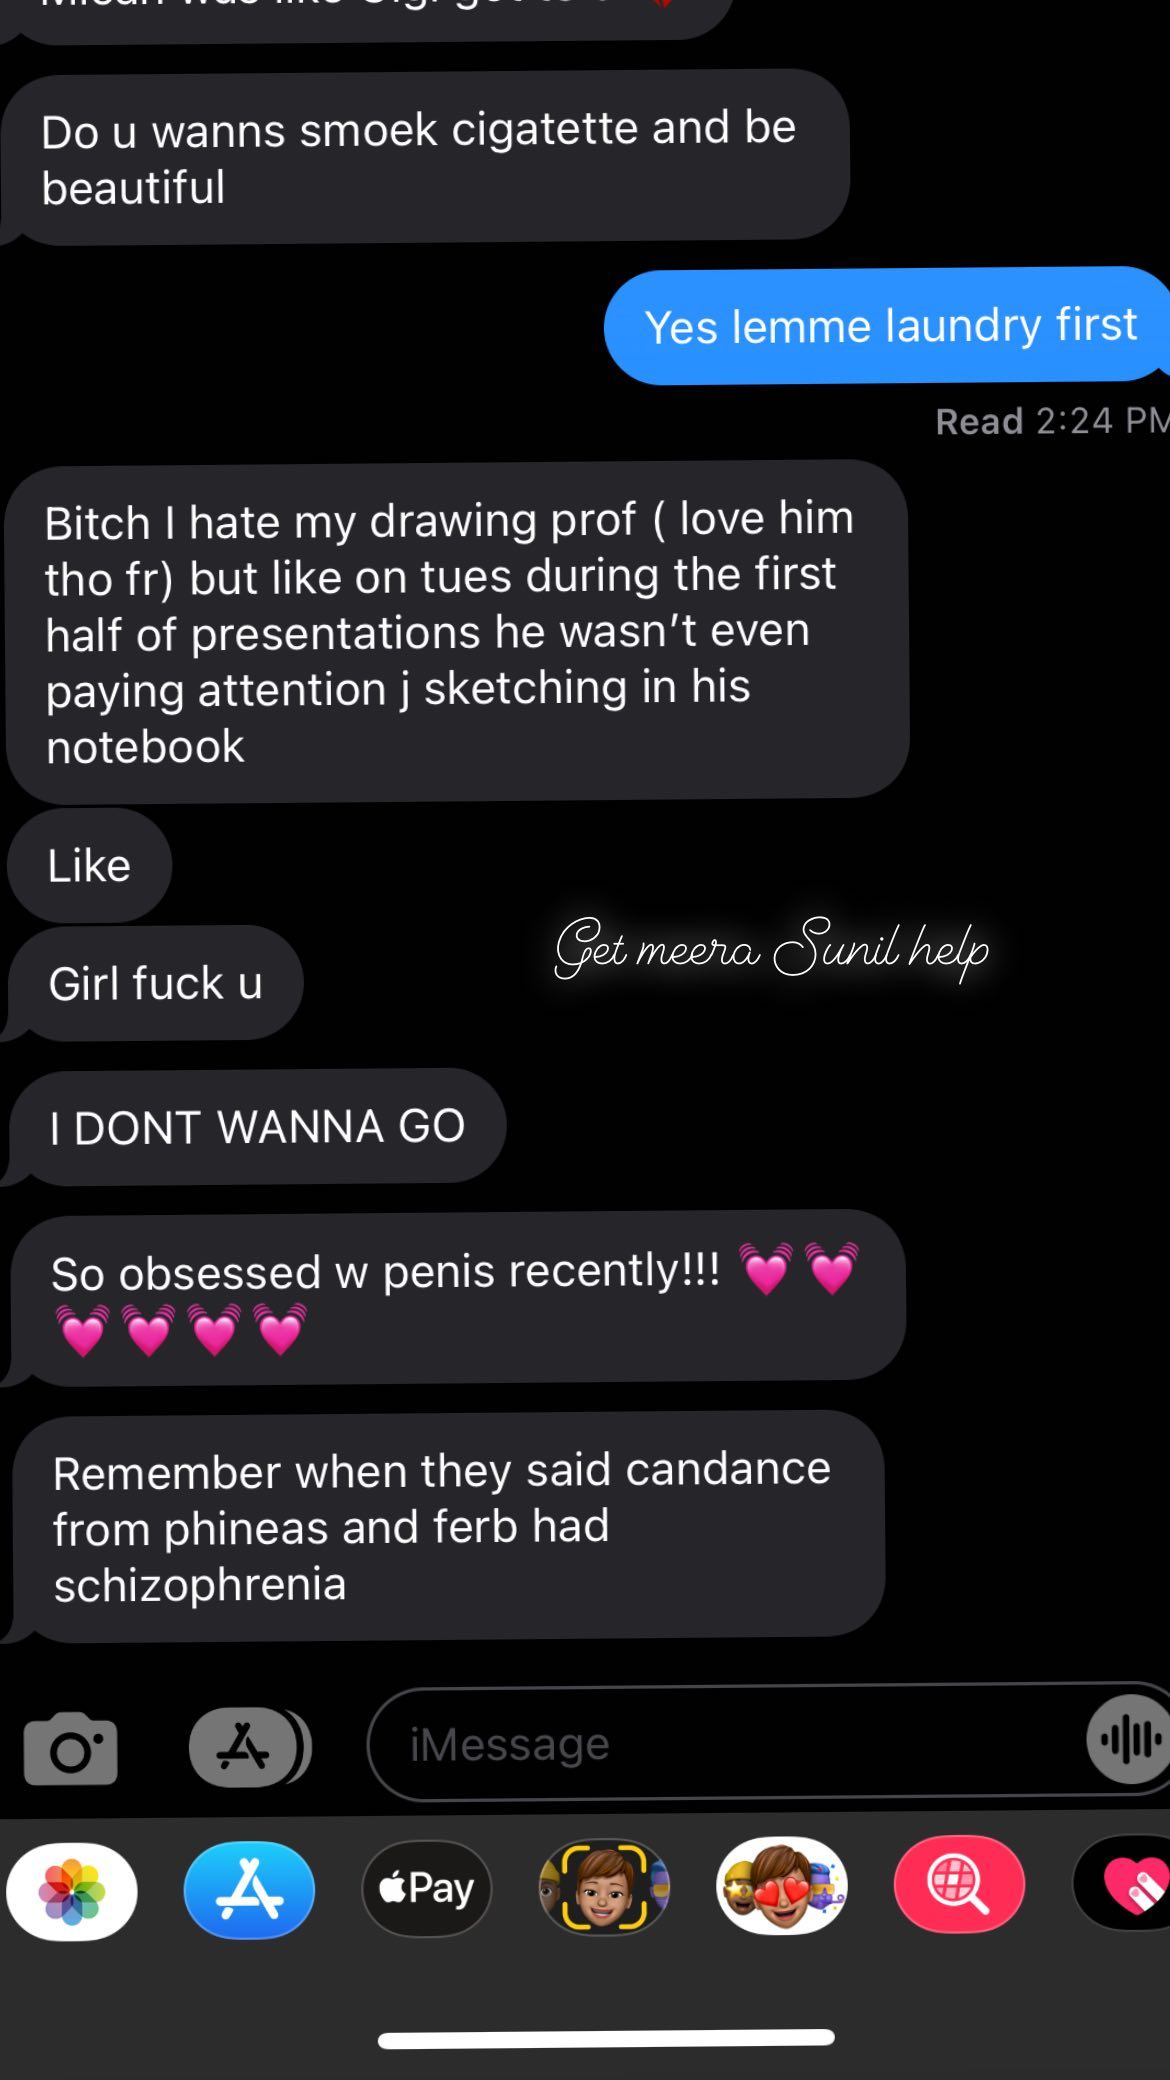 Do u wanns smoek cigatette and be
beautiful
Yes lemme laundry first
Read 2:24 PM
Bitch I hate my drawing prof ( love him
tho fr) but like on tues during the first
half of presentations he wasn't even
paying attention j sketching in his
notebook
Like
Get meera Sunil help
Girl fuck u
I DONT WANNA GO
So obsessed w penis recently!!! 💓💓
💓💓💓💓
Remember when they said candance
from phineas and ferb had
schizophrenia
iMessage
Pay